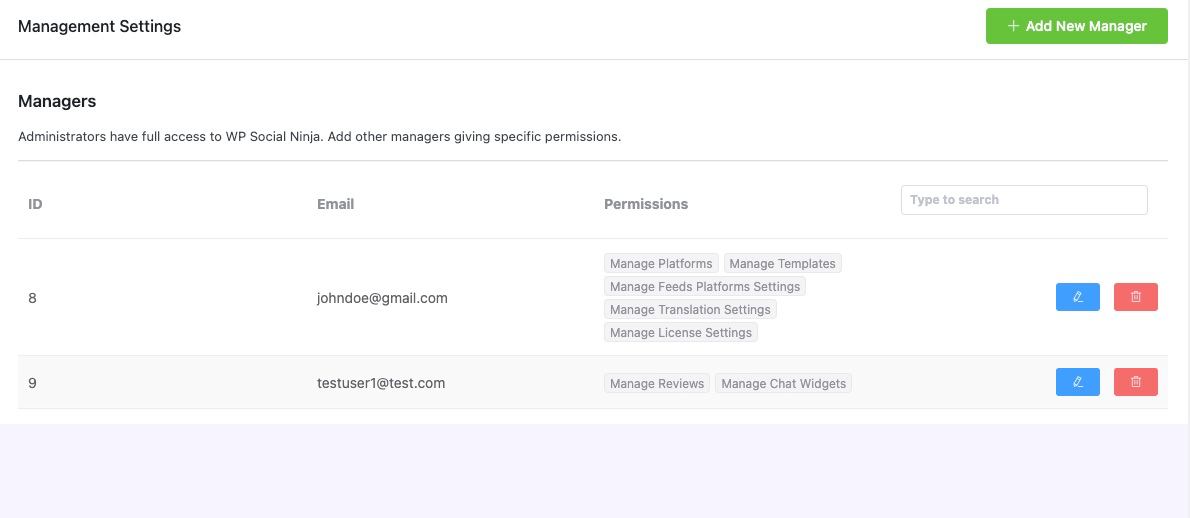 Management Settings
Add New Manager
Managers
Administrators have full access to WP Social Ninja. Add other managers giving specific permissions.
ID Email Permissions Type to search
Manage Platforms Manage Templates
Manage Feeds Platforms Settings
8 johndoe@gmail.com
Manage Translation Settings
Manage License Settings
9 testuser1@test.com Manage Reviews Manage Chat Widgets